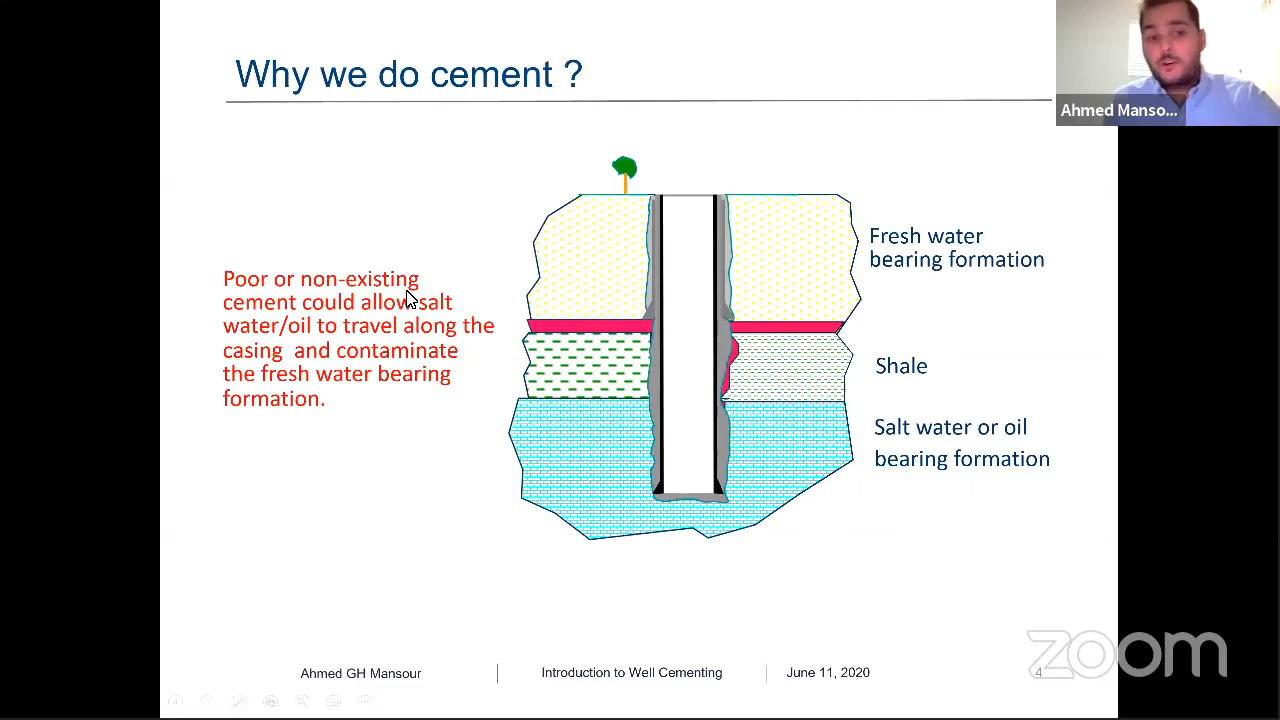 Why we do cement ?
Ahmed Manso...
Fresh water
bearing formation
Poor or non-existing
cement could allow salt
water/oil to travel along the
casing and contaminate
the fresh water bearing
formation.
Shale
Salt water or oil
bearing formation
zoom
Ahmed GH Mansour
Introduction to Well Cementing
June 11, 2020
4